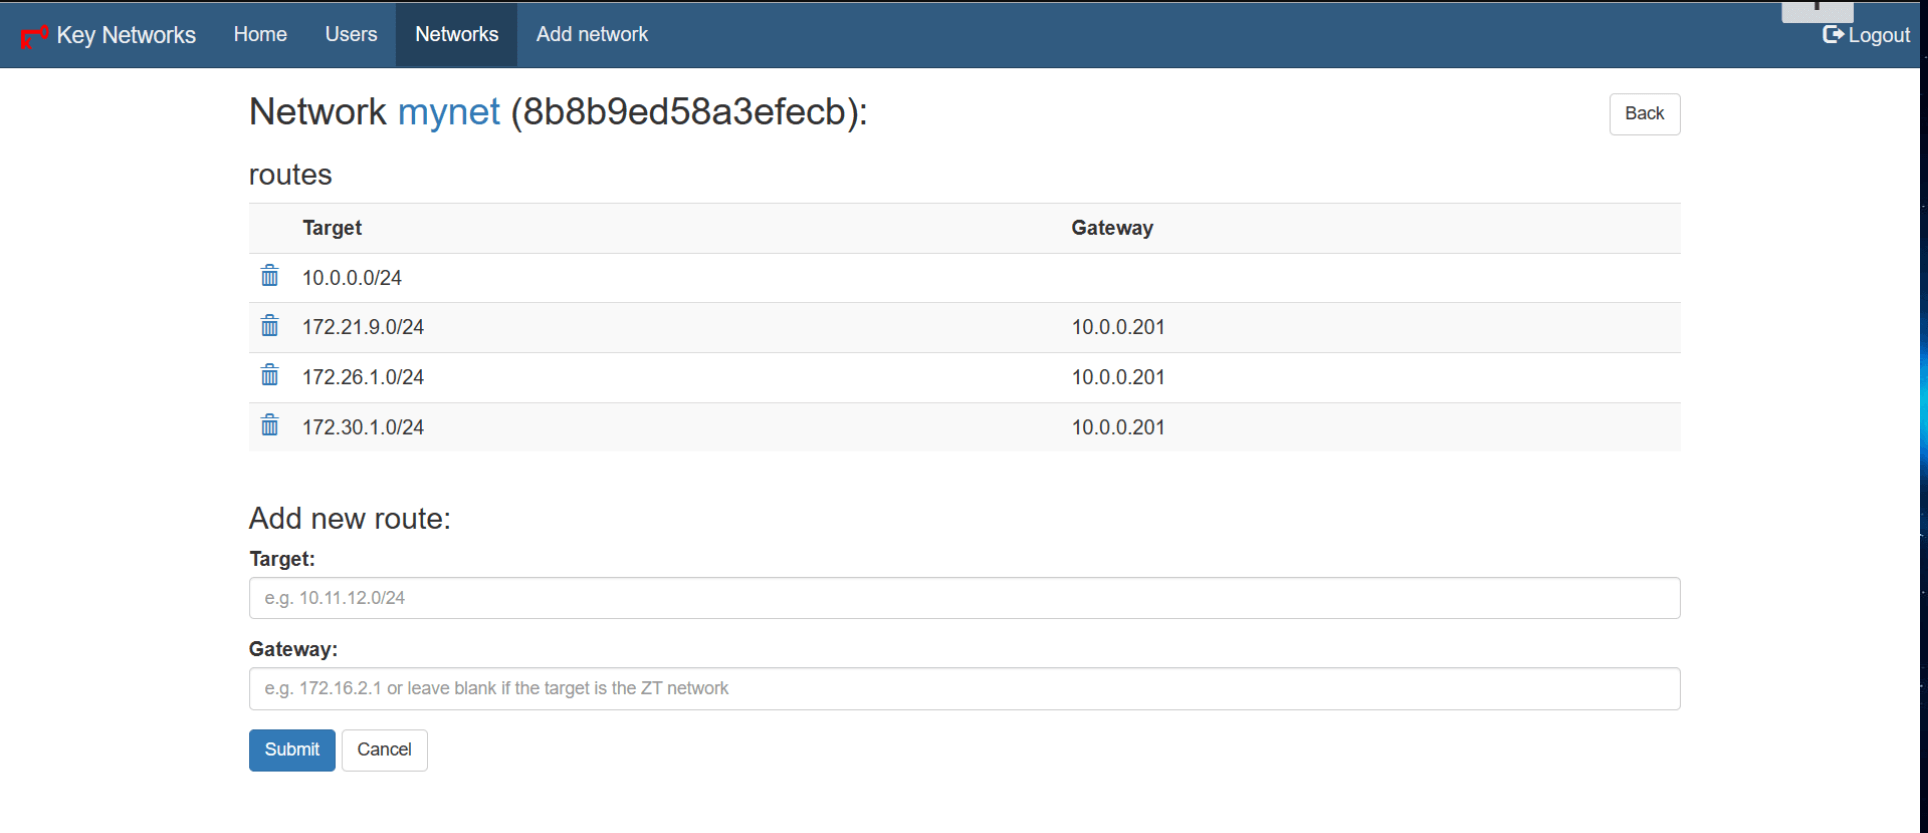 Key Networks Home Users Networks Add network Logout
Network mynet (8b8b9ed58a3efecb):
Back
routes
Target Gateway
10.0.0.0/24
172.21.9.0/24 10.0.0.201
172.26.1.0/24 10.0.0.201
172.30.1.0/24 10.0.0.201
Add new route:
Target:
e.g. 10.11.12.0/24
Gateway:
e.g. 172.16.2.1 or leave blank if the target is the ZT network
Submit Cancel